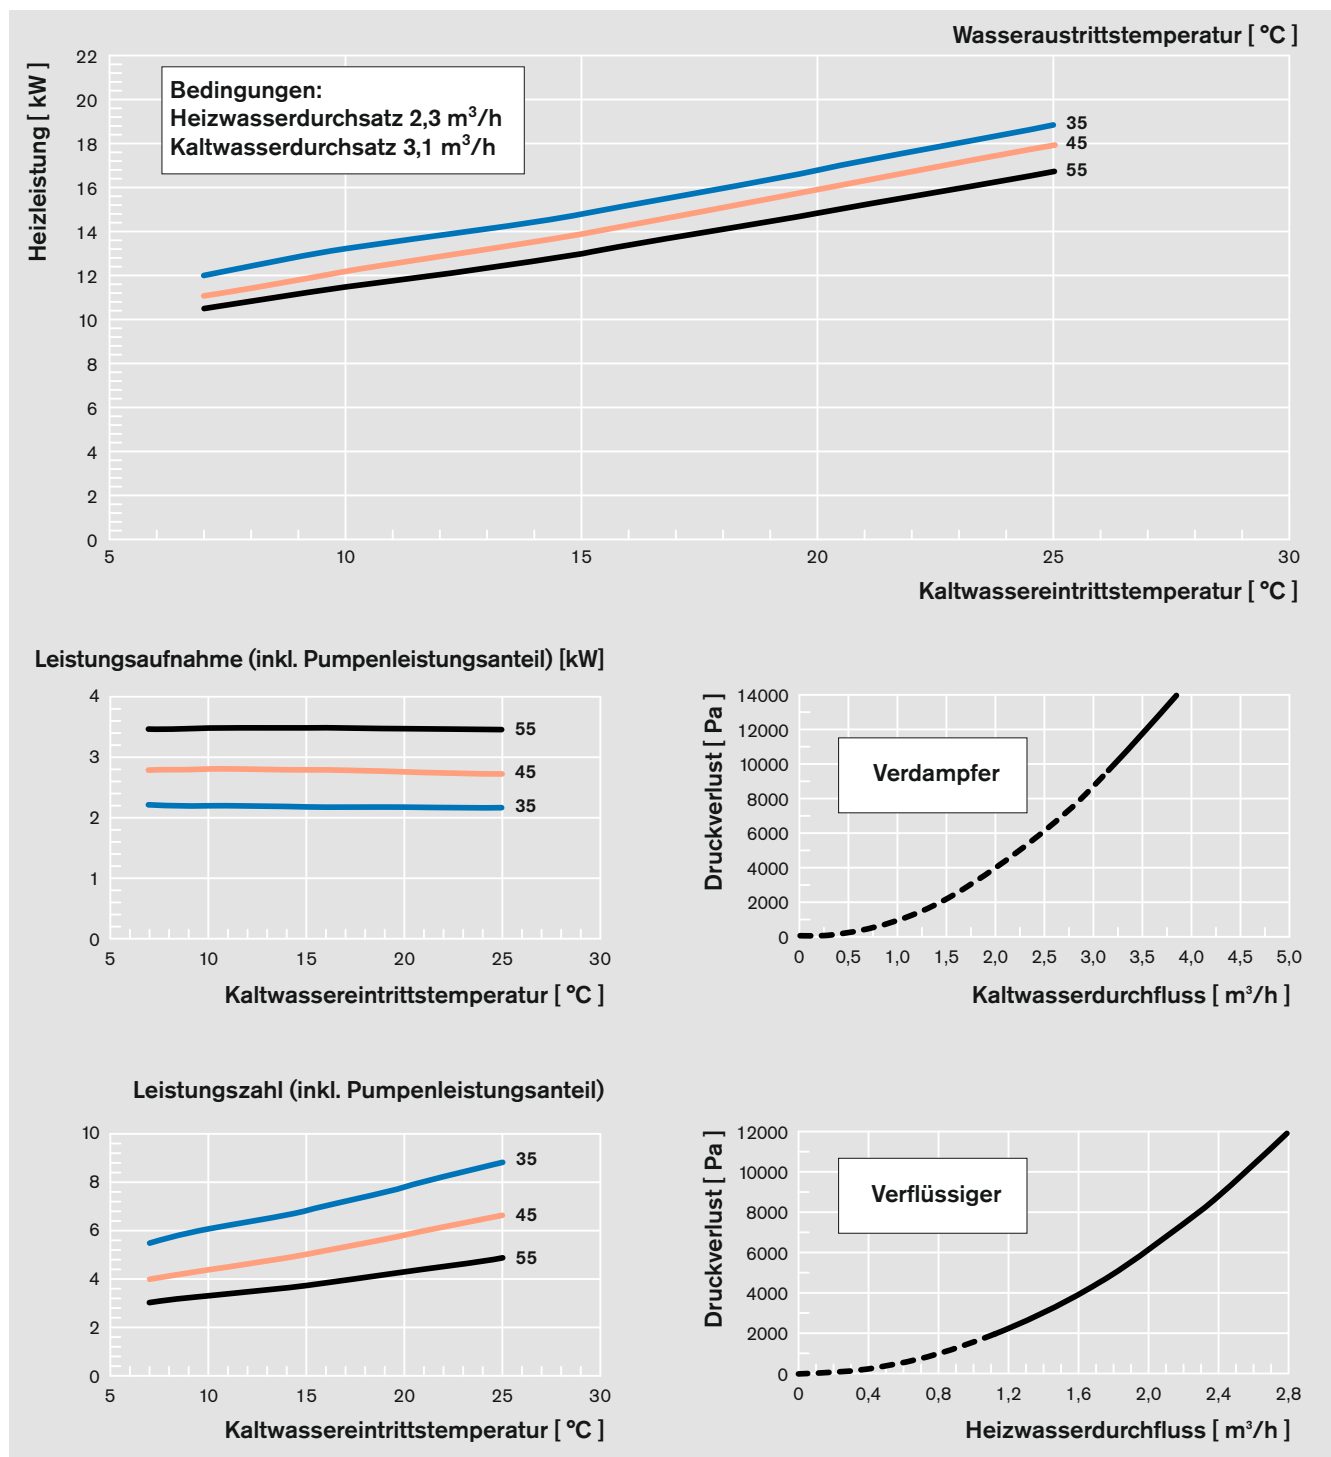 Wasseraustrittstemperatur [ °C ]
Heizleistung [ kW ]
22
20
18
16
14
12
10
8
6
4
2
0
Bedingungen:
Heizwasserdurchsatz 2,3 m³/h
Kaltwasserdurchsatz 3,1 m³/h
35
45
55
5 10 15 20 25 30
Kaltwassereintrittstemperatur [ °C ]
Leistungsaufnahme (inkl. Pumpenleistungsanteil) [kW]
4
3
2
1
0
55
45
35
5 10 15 20 25 30
Kaltwassereintrittstemperatur [ °C ]
Druckverlust [ Pa ]
14000
12000
10000
8000
6000
4000
2000
0
Verdampfer
0 0,5 1,0 1,5 2,0 2,5 3,0 3,5 4,0 4,5 5,0
Kaltwasserdurchfluss [ m³/h ]
Leistungszahl (inkl. Pumpenleistungsanteil)
10
8
6
4
2
0
35
45
55
5 10 15 20 25 30
Kaltwassereintrittstemperatur [ °C ]
Druckverlust [ Pa ]
12000
10000
8000
6000
4000
2000
0
Verflüssiger
0 0,4 0,8 1,2 1,6 2,0 2,4 2,8
Heizwasserdurchfluss [ m³/h ]